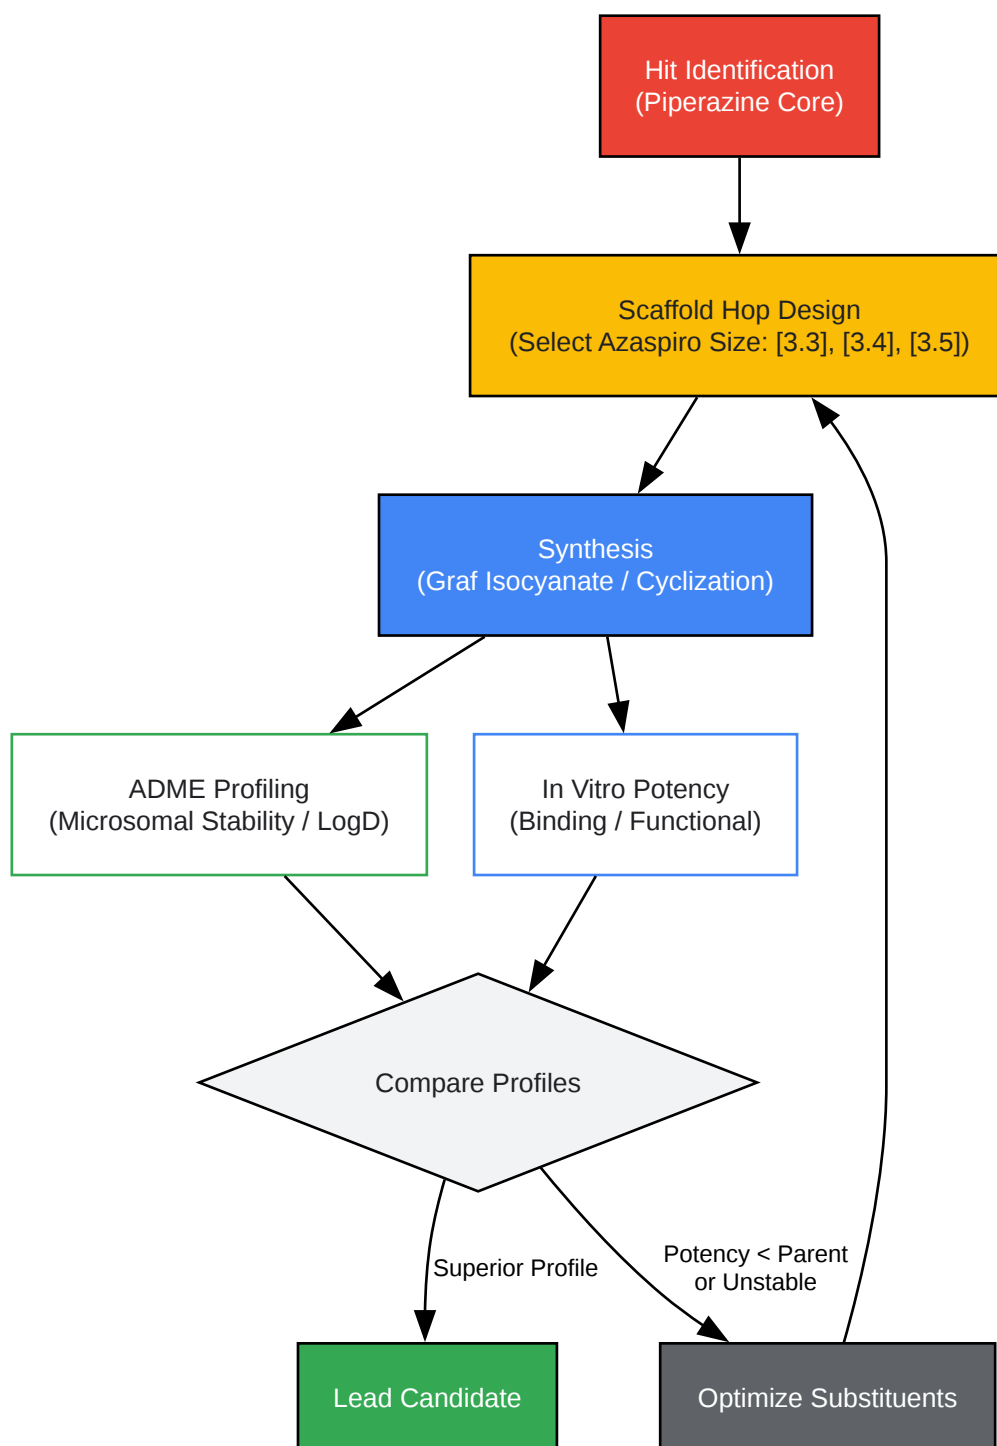 Hit Identification
(Piperazine Core)
Scaffold Hop Design
(Select Azaspiro Size: [3.3], [3.4], [3.5])
Synthesis
(Graf Isocyanate / Cyclization)
ADME Profiling
(Microsomal Stability / LogD)
In Vitro Potency
(Binding / Functional)
Compare Profiles
Superior Profile
Potency < Parent
or Unstable
Lead Candidate
Optimize Substituents